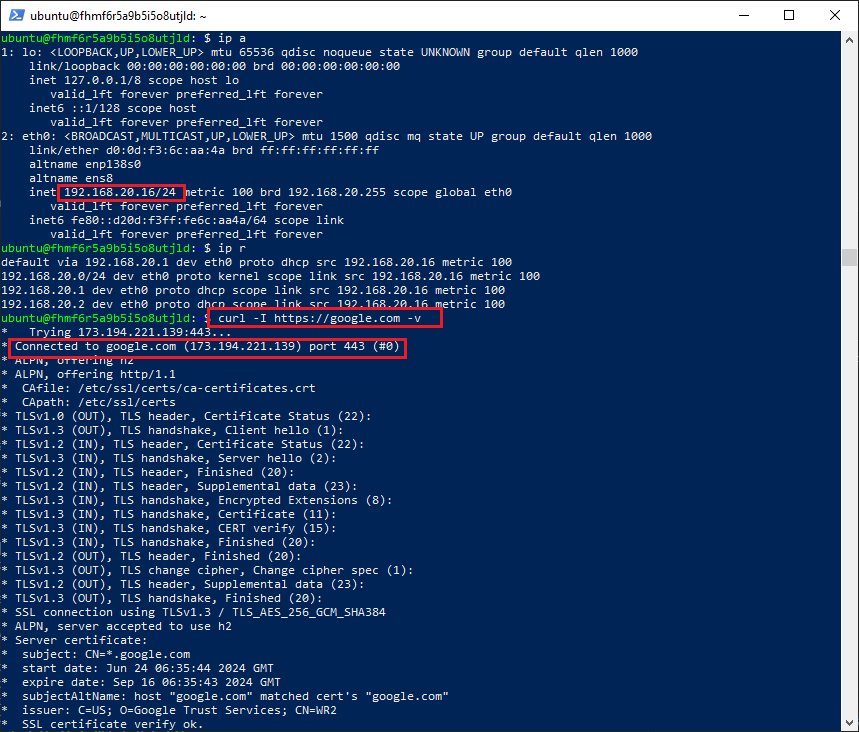 ubuntu@fhmf6r5a9b5i5o8utjld: ~
ubuntu@fhmf6r5a9b5i5o8utjld:~$ ip a
1: lo: <LOOPBACK,UP,LOWER_UP> mtu 65536 qdisc noqueue state UNKNOWN group default qlen 1000
link/loopback 00:00:00:00:00:00 brd 00:00:00:00:00:00
inet 127.0.0.1/8 scope host lo
valid_lft forever preferred_lft forever
inet6 ::1/128 scope host
valid_lft forever preferred_lft forever
2: eth0: <BROADCAST,MULTICAST,UP,LOWER_UP> mtu 1500 qdisc mq state UP group default qlen 1000
link/ether d0:0d:f3:6c:aa:4a brd ff:ff:ff:ff:ff:ff
altname enp138s0
altname ens8
inet 192.168.20.16/24 metric 100 brd 192.168.20.255 scope global eth0
valid_lft forever preferred_lft forever
inet6 fe80::d20d:f3ff:fe6c:aa4a/64 scope link
valid_lft forever preferred_lft forever
ubuntu@fhmf6r5a9b5i5o8utjld:~$ ip r
default via 192.168.20.1 dev eth0 proto dhcp src 192.168.20.16 metric 100
192.168.20.0/24 dev eth0 proto kernel scope link src 192.168.20.16 metric 100
192.168.20.1 dev eth0 proto dhcp scope link src 192.168.20.16 metric 100
192.168.20.2 dev eth0 proto dhcp scope link src 192.168.20.16 metric 100
ubuntu@fhmf6r5a9b5i5o8utjld:~$ curl -I https://google.com -v
*   Trying 173.194.221.139:443...
* Connected to google.com (173.194.221.139) port 443 (#0)
* ALPN, offering h2
* ALPN, offering http/1.1
*  CAfile: /etc/ssl/certs/ca-certificates.crt
*  CApath: /etc/ssl/certs
* TLSv1.0 (OUT), TLS header, Certificate Status (22):
* TLSv1.3 (OUT), TLS handshake, Client hello (1):
* TLSv1.2 (IN), TLS header, Certificate Status (22):
* TLSv1.3 (IN), TLS handshake, Server hello (2):
* TLSv1.2 (IN), TLS header, Finished (20):
* TLSv1.2 (IN), TLS header, Supplemental data (23):
* TLSv1.3 (IN), TLS handshake, Encrypted Extensions (8):
* TLSv1.3 (IN), TLS handshake, Certificate (11):
* TLSv1.3 (IN), TLS handshake, CERT verify (15):
* TLSv1.3 (IN), TLS handshake, Finished (20):
* TLSv1.2 (OUT), TLS header, Finished (20):
* TLSv1.3 (OUT), TLS change cipher, Change cipher spec (1):
* TLSv1.2 (OUT), TLS header, Supplemental data (23):
* TLSv1.3 (OUT), TLS handshake, Finished (20):
* SSL connection using TLSv1.3 / TLS_AES_256_GCM_SHA384
* ALPN, server accepted to use h2
* Server certificate:
*  subject: CN=*.google.com
*  start date: Jun 24 06:35:44 2024 GMT
*  expire date: Sep 16 06:35:43 2024 GMT
*  subjectAltName: host "google.com" matched cert's "google.com"
*  issuer: C=US; O=Google Trust Services; CN=WR2
*  SSL certificate verify ok.